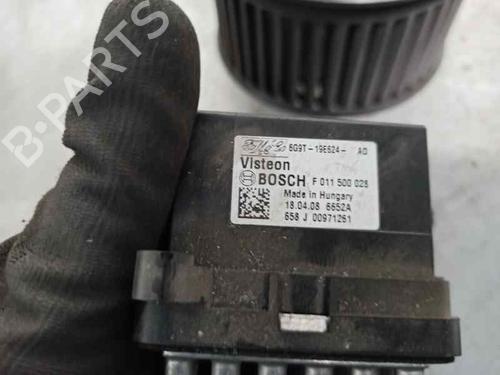 B-PARTS
6G9T-19E624-AD
Visteon
BOSCH F 011 500 028
Made in Hungary
18.04.08 6652A
658 J 00971251